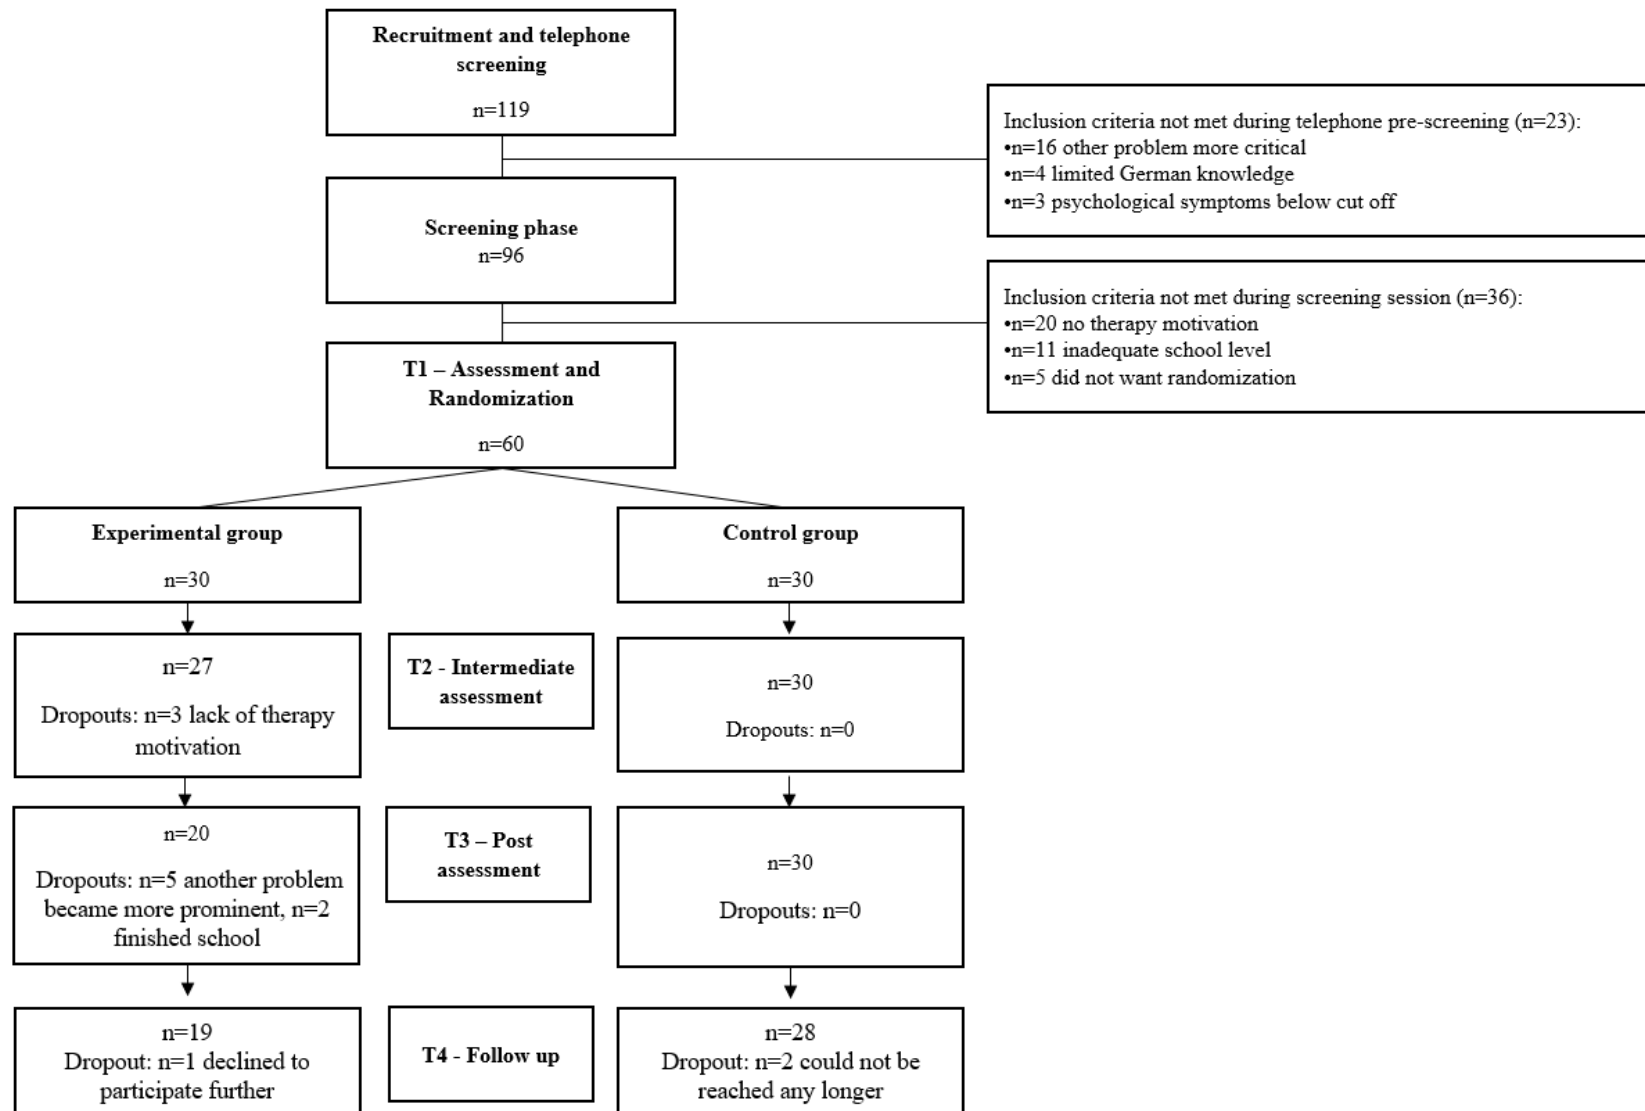 Recruitment and telephone
screening
n=119
Inclusion criteria not met during telephone pre-screening (n=23):
•n=16 other problem more critical
•n=4 limited German knowledge
•n=3 psychological symptoms below cut off
Screening phase
n=96
Inclusion criteria not met during screening session (n=36):
•n=20 no therapy motivation
•n=11 inadequate school level
•n=5 did not want randomization
T1 – Assessment and
Randomization
n=60
Experimental group
n=30
Control group
n=30
n=27
Dropouts: n=3 lack of therapy
motivation
T2 - Intermediate
assessment
n=30
Dropouts: n=0
n=20
Dropouts: n=5 another problem
became more prominent, n=2
finished school
T3 – Post
assessment
n=30
Dropouts: n=0
n=19
Dropout: n=1 declined to
participate further
T4 - Follow up
n=28
Dropout: n=2 could not be
reached any longer